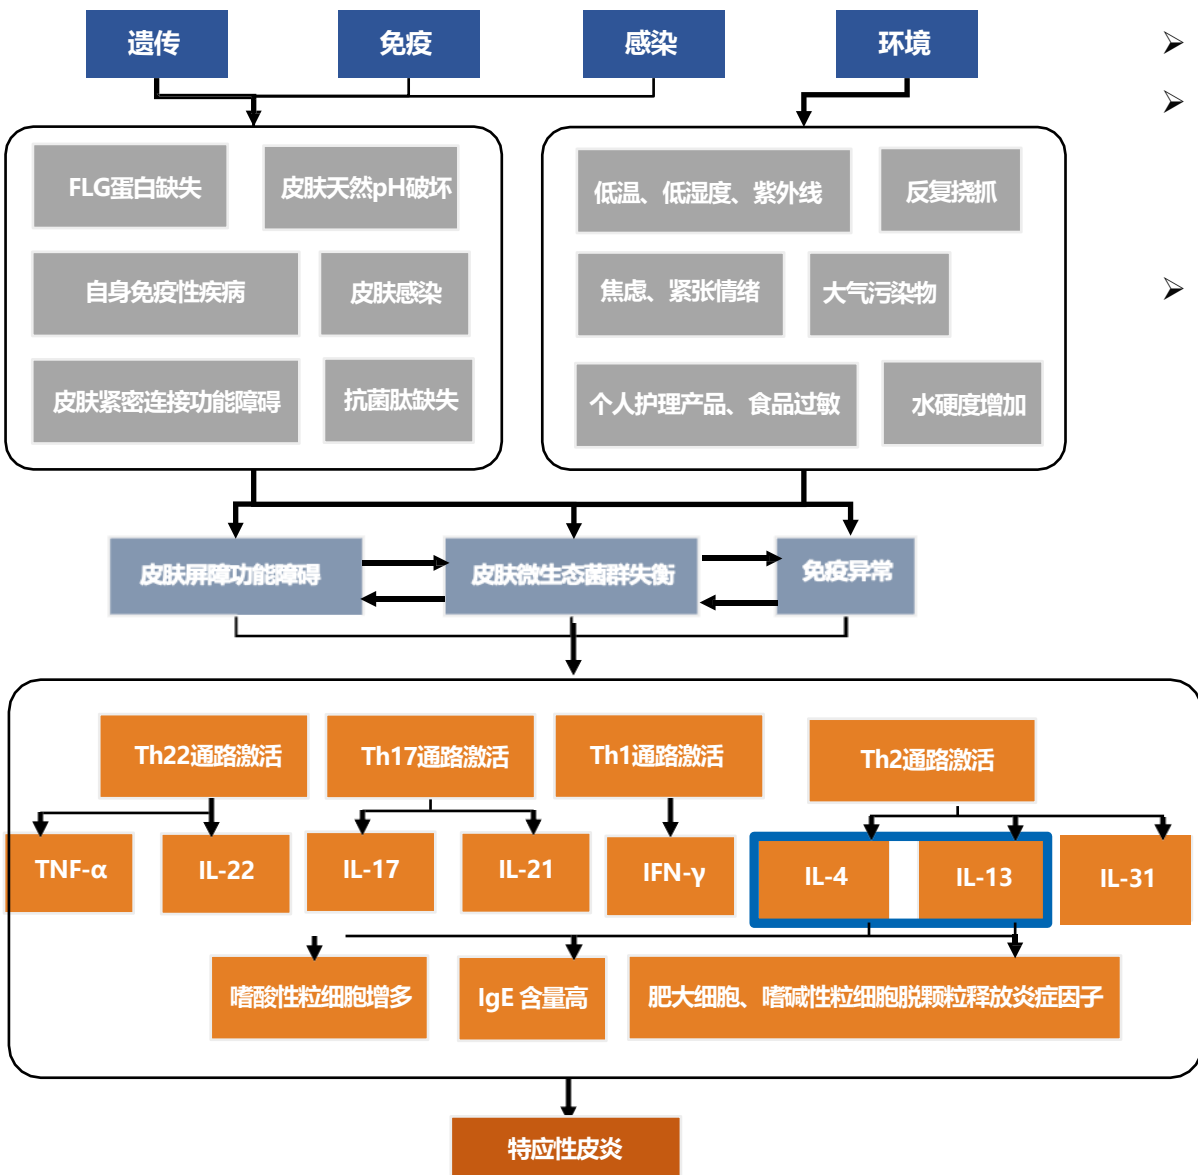 遗传
免疫
感染
环境
FLG蛋白缺失
皮肤天然pH破坏
低温、低湿度、紫外线
反复挠抓
自身免疫性疾病
皮肤感染
焦虑、紧张情绪
大气污染物
皮肤紧密连接功能障碍
抗菌肽缺失
个人护理产品、食品过敏
水硬度增加
皮肤屏障功能障碍
皮肤微生态菌群失衡
免疫异常
Th22通路激活
Th17通路激活
Th1通路激活
Th2通路激活
TNF-α
IL-22
IL-17
IL-21
IFN-γ
IL-4
IL-13
IL-31
嗜酸性粒细胞增多
IgE 含量高
肥大细胞、嗜碱性粒细胞脱颗粒释放炎症因子
特应性皮炎